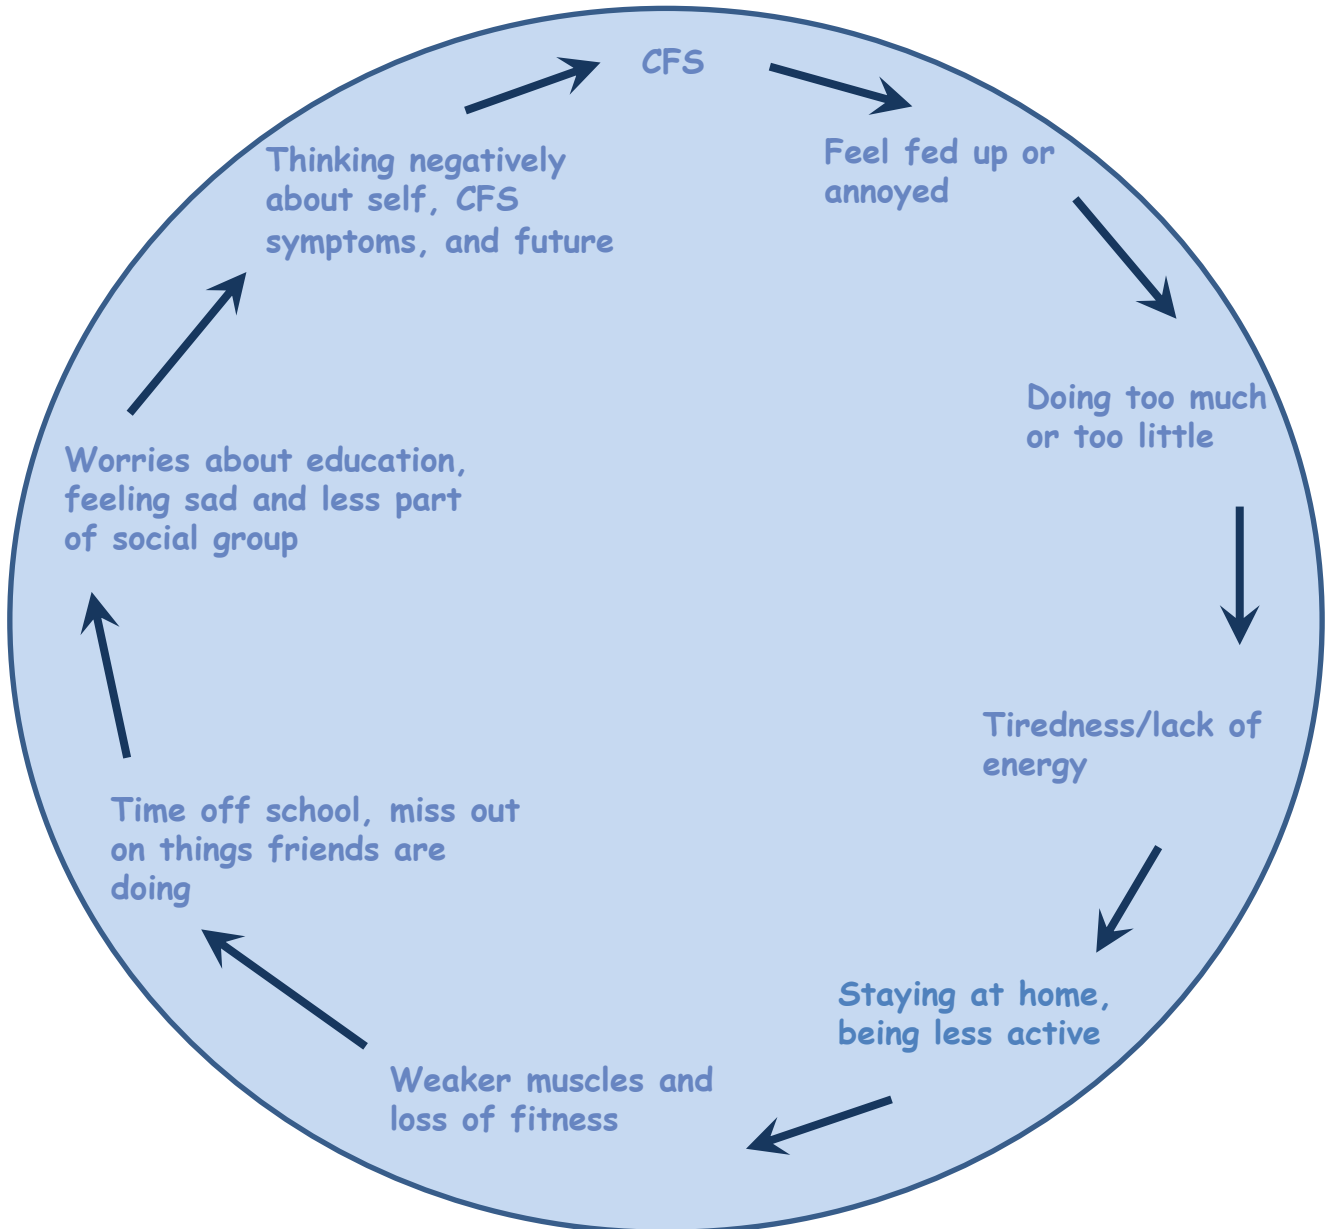 CFS
Feel fed up or
annoyed
Doing too much
or too little
Tiredness/lack of
energy
Staying at home,
being less active
Weaker muscles and
loss of fitness
Time off school, miss out
on things friends are
doing
Worries about education,
feeling sad and less part
of social group
Thinking negatively
about self, CFS
symptoms, and future